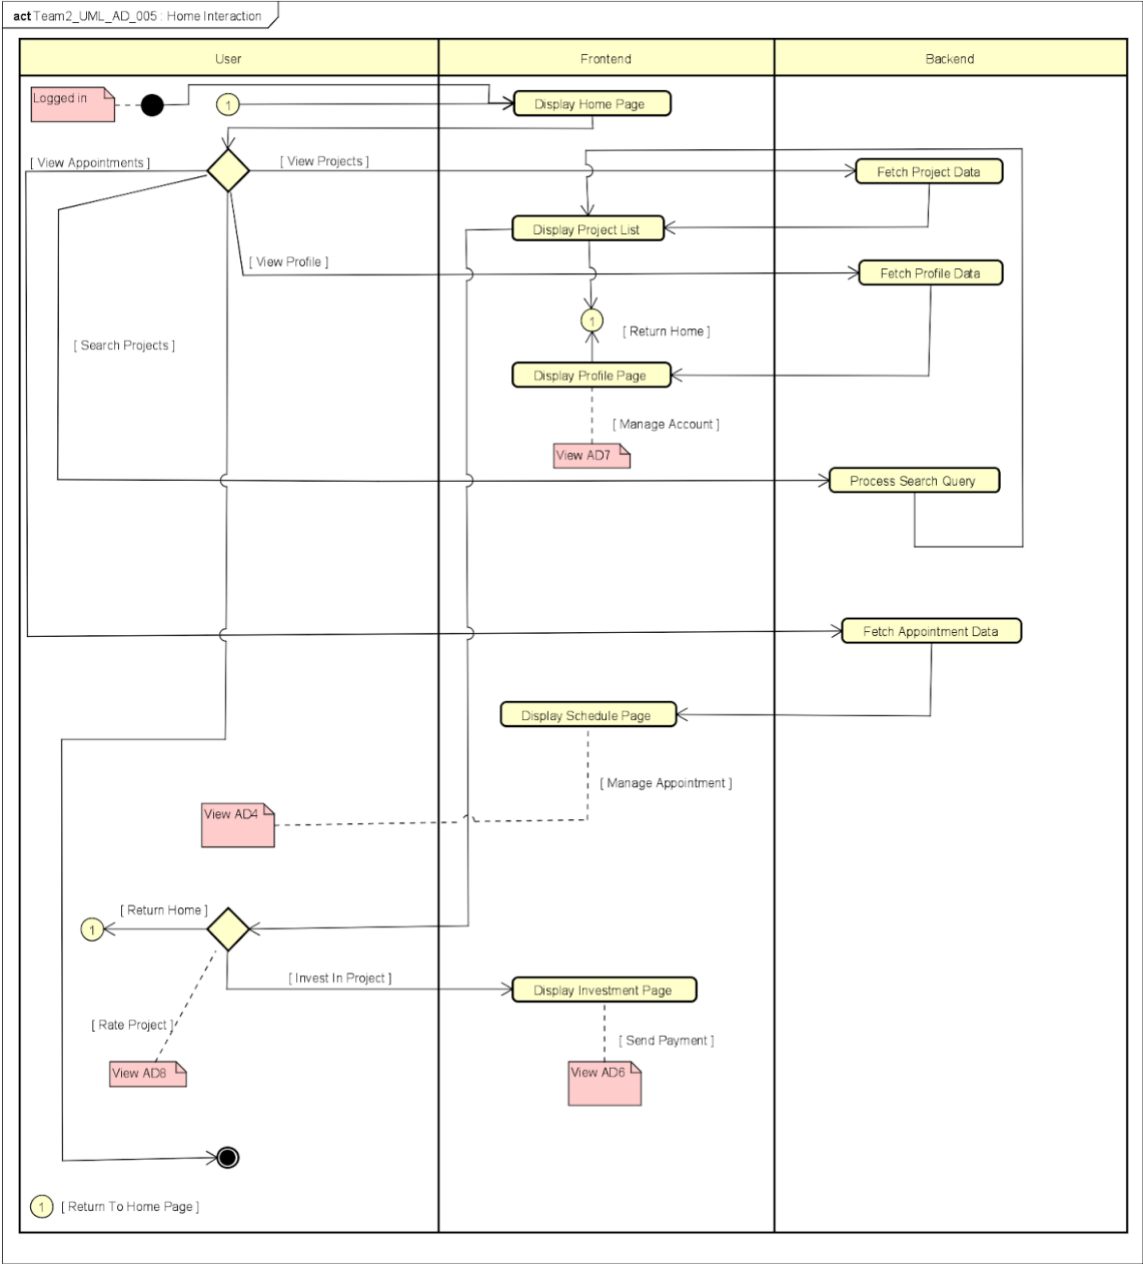 act Team2_UML_AD_005 : Home Interaction
User
Frontend
Backend
Logged in
1
Display Home Page
[ View Appointments ]
[ View Projects ]
Fetch Project Data
Display Project List
[ View Profile ]
Fetch Profile Data
1
[ Return Home ]
[ Search Projects ]
Display Profile Page
[ Manage Account ]
View AD7
Process Search Query
Fetch Appointment Data
Display Schedule Page
[ Manage Appointment ]
View AD4
[ Return Home ]
1
[ Invest In Project ]
Display Investment Page
[ Rate Project ]
[ Send Payment ]
View AD8
View AD6
1
[ Return To Home Page ]